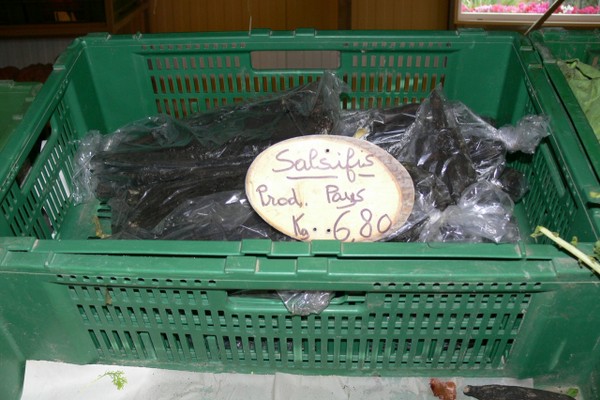 Salsifis
Prod. Pays
Kg 6,80